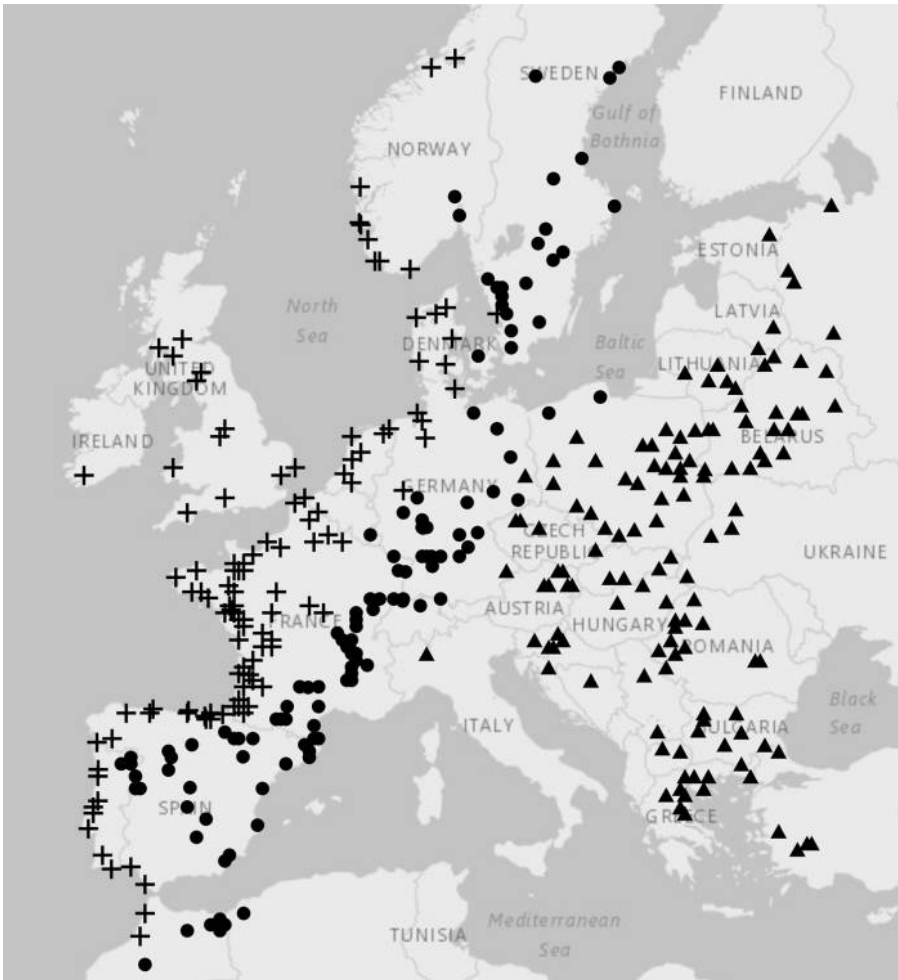 SWEDEN
FINLAND
Gulf of
Bothnia
NORWAY
ESTONIA
North
Sea
LATVIA
DENMARK
Baltic
Sea
LITHUANIA
UNITED
KINGDOM
IRELAND
BELARUS
GERMANY
CZECH
REPUBLIC
UKRAINE
AUSTRIA
FRANCE
HUNGARY
ROMANIA
ITALY
Black
Sea
BULGARIA
SPAIN
GREECE
Mediterranean
Sea
TUNISIA